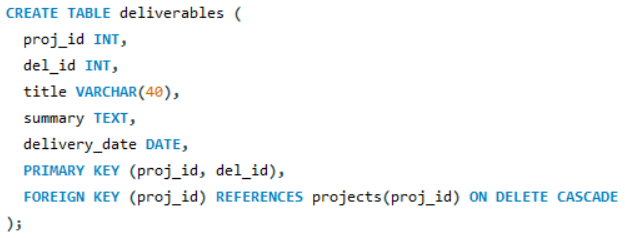 CREATE TABLE deliverables (
  proj_id INT,
  del_id INT,
  title VARCHAR(40),
  summary TEXT,
  delivery_date DATE,
  PRIMARY KEY (proj_id, del_id),
  FOREIGN KEY (proj_id) REFERENCES projects(proj_id) ON DELETE CASCADE
);